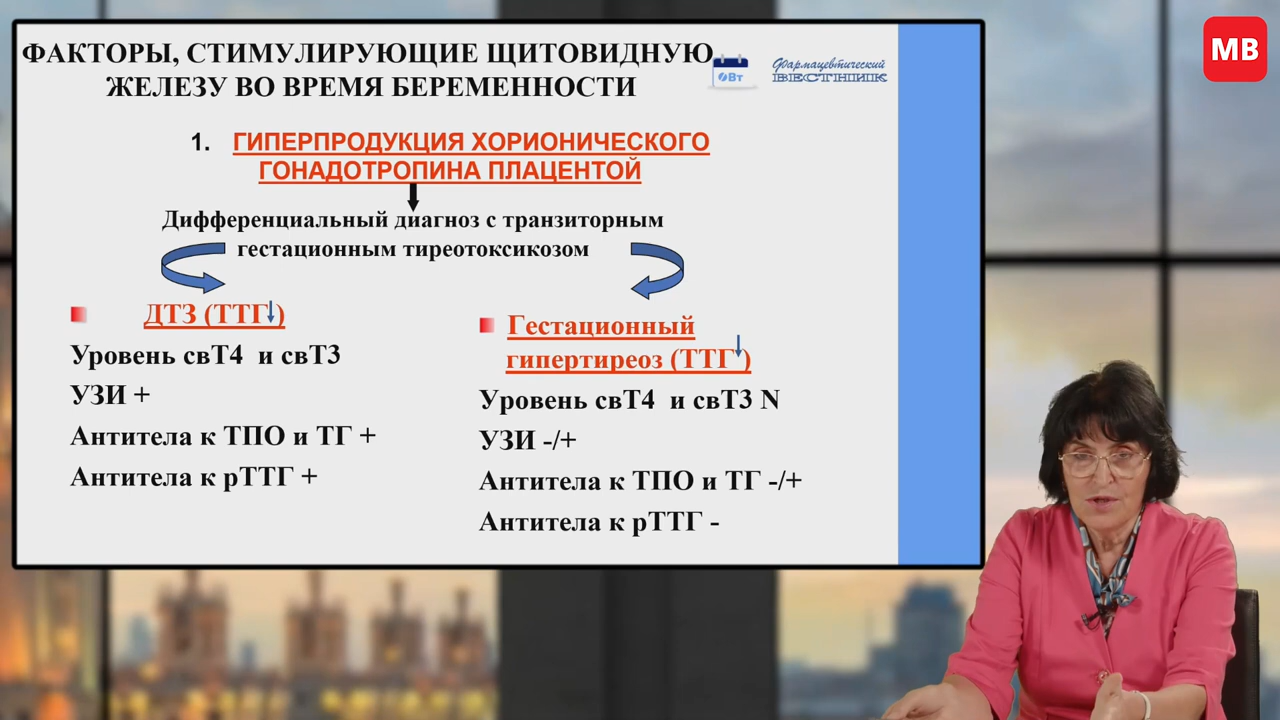 ФАКТОРЫ, СТИМУЛИРУЮЩИЕ ЩИТОВИДНУЮ
ЖЕЛЕЗУ ВО ВРЕМЯ БЕРЕМЕННОСТИ
Фармацевтический
ВЕСТНИК
ФВт
МВ
1. ГИПЕРПРОДУКЦИЯ ХОРИОНИЧЕСКОГО
ГОНАДОТРОПИНА ПЛАЦЕНТОЙ
Дифференциальный диагноз с транзиторным
гестационным тиреотоксикозом
ДТЗ (ТТГ↓)
Уровень свТ4 и свТ3
УЗИ +
Антитела к ТПО и ТГ +
Антитела к рТТГ +
Гестационный
гипертиреоз (ТТГ↓)
Уровень свТ4 и свТ3 N
УЗИ -/+
Антитела к ТПО и ТГ -/+
Антитела к рТТГ -